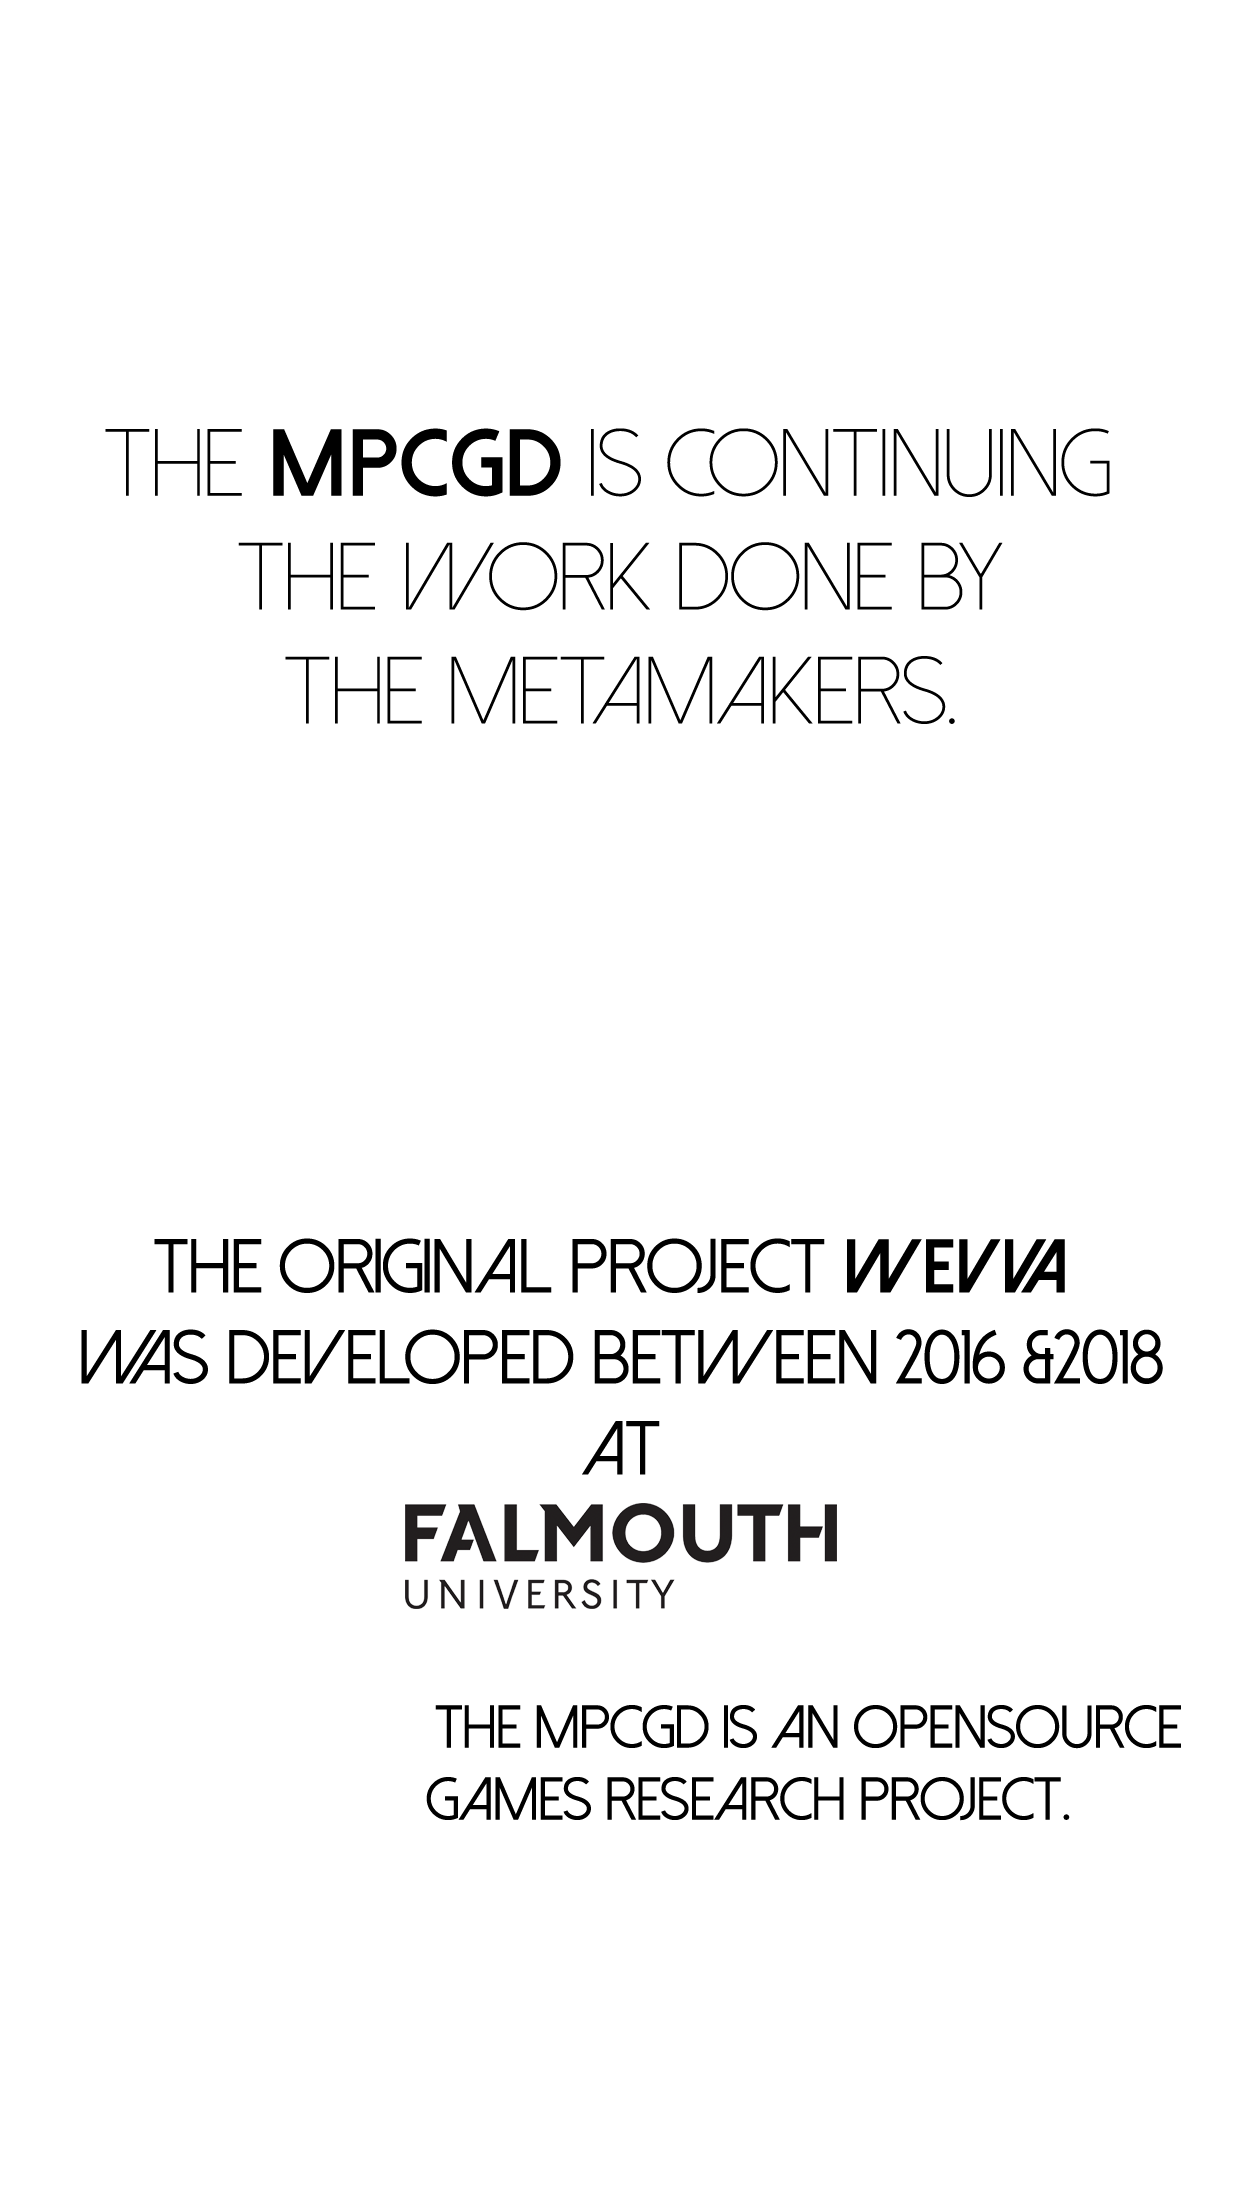 THE MPCGD IS CONTINUING
THE WORK DONE BY
THE METAMAKERS.
THE ORIGINAL PROJECT WEVVA
WAS DEVELOPED BETWEEN 2016 &2018
AT
FALMOUTH
UNIVERSITY
THE MPCGD IS AN OPENSOURCE
GAMES RESEARCH PROJECT.